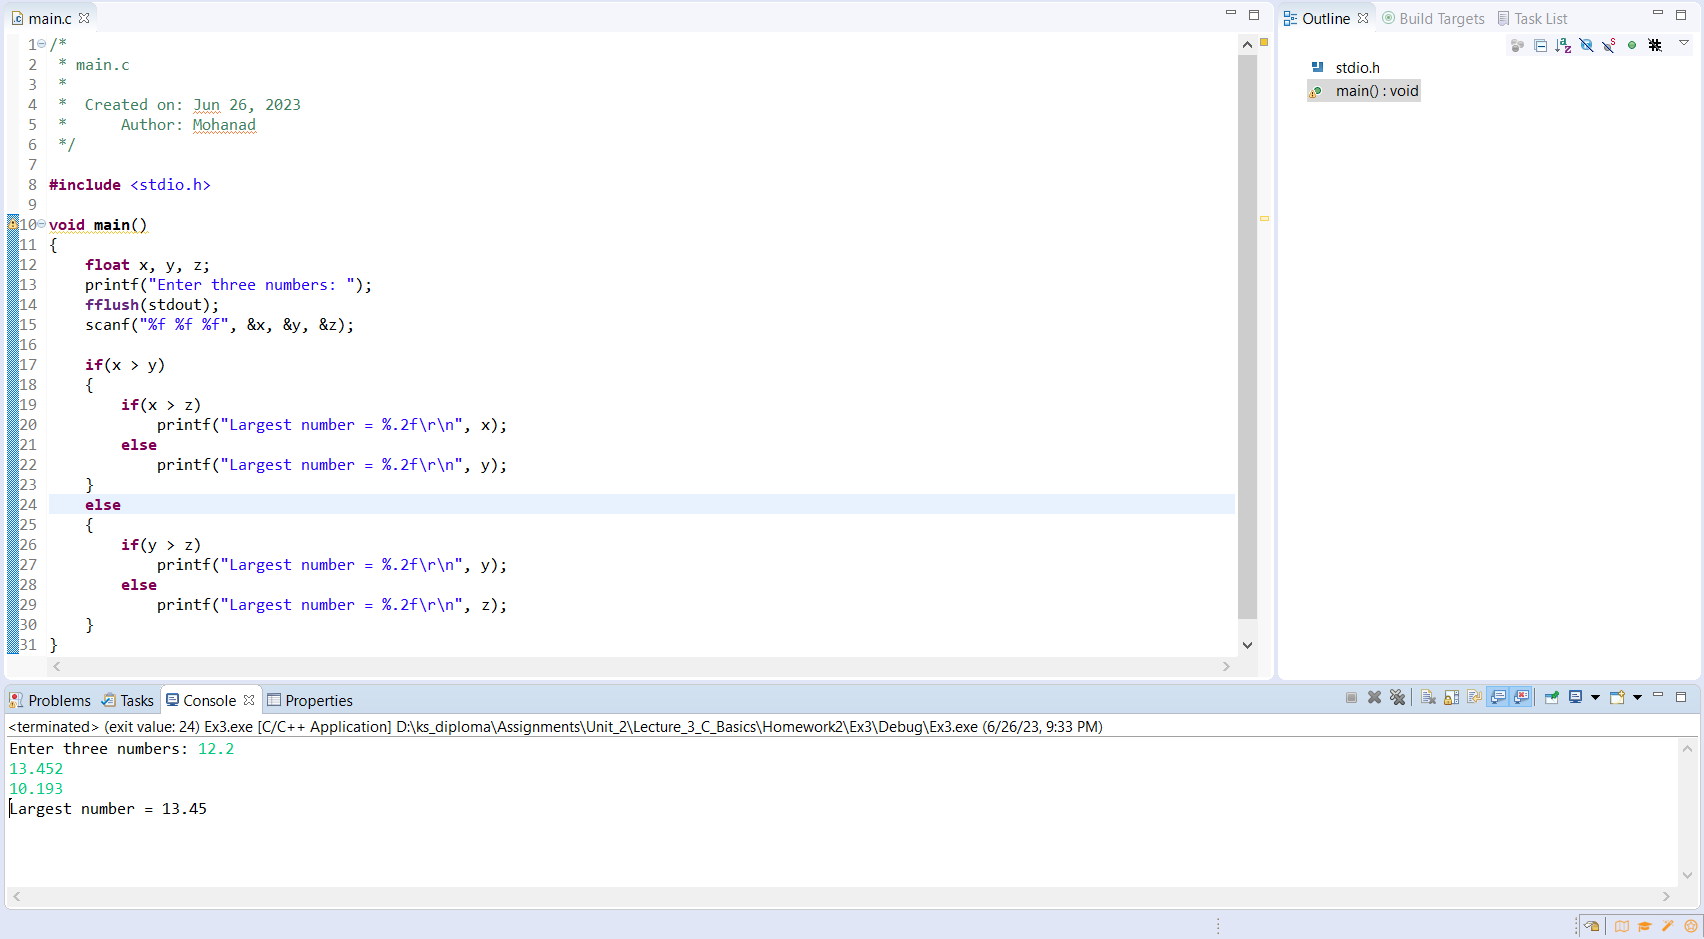 main.c
1 /*
2  * main.c
3  *
4  *  Created on: Jun 26, 2023
5  *      Author: Mohanad
6  */
7
8 #include <stdio.h>
9
10 void main()
11 {
12     float x, y, z;
13     printf("Enter three numbers: ");
14     fflush(stdout);
15     scanf("%f %f %f", &x, &y, &z);
16
17     if(x > y)
18     {
19         if(x > z)
20             printf("Largest number = %.2f\r\n", x);
21         else
22             printf("Largest number = %.2f\r\n", y);
23     }
24     else
25     {
26         if(y > z)
27             printf("Largest number = %.2f\r\n", y);
28         else
29             printf("Largest number = %.2f\r\n", z);
30     }
31 }
Outline Build Targets Task List
stdio.h
main() : void
Problems Tasks Console Properties
<terminated> (exit value: 24) Ex3.exe [C/C++ Application] D:\ks_diploma\Assignments\Unit_2\Lecture_3_C_Basics\Homework2\Ex3\Debug\Ex3.exe (6/26/23, 9:33 PM)
Enter three numbers: 12.2
13.452
10.193
Largest number = 13.45